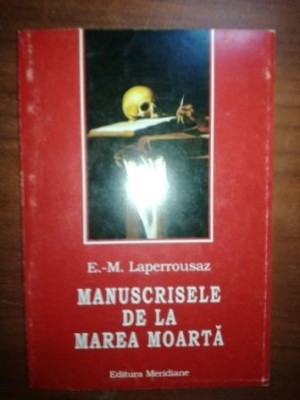 E.-M. Laperrousaz
MANUSCRISELE
DE LA
MAREA MOARTĂ
Editura Meridiane